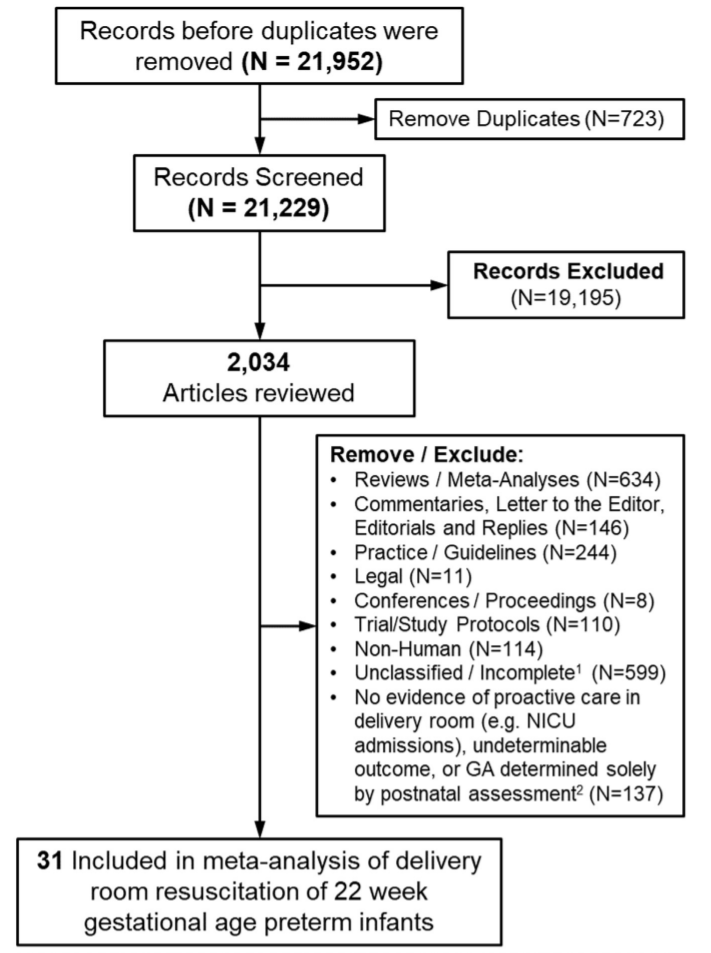 Records before duplicates were
removed (N = 21,952)
Remove Duplicates (N=723)
Records Screened
(N = 21,229)
Records Excluded
(N=19,195)
2,034
Articles reviewed
Remove / Exclude:
• Reviews / Meta-Analyses (N=634)
• Commentaries, Letter to the Editor,
Editorials and Replies (N=146)
• Practice / Guidelines (N=244)
• Legal (N=11)
• Conferences / Proceedings (N=8)
• Trial/Study Protocols (N=110)
• Non-Human (N=114)
• Unclassified / Incomplete¹ (N=599)
• No evidence of proactive care in
delivery room (e.g. NICU
admissions), undeterminable
outcome, or GA determined solely
by postnatal assessment² (N=137)
31 Included in meta-analysis of delivery
room resuscitation of 22 week
gestational age preterm infants